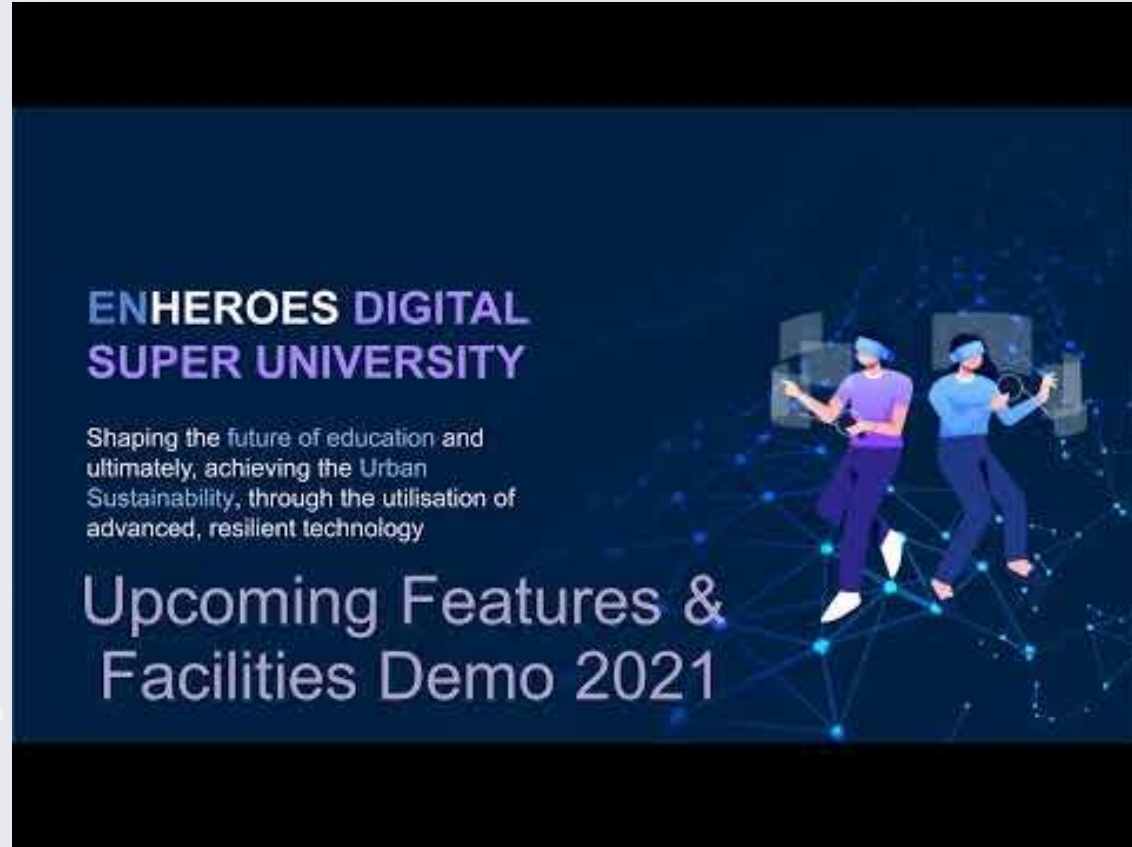 ENHEROES DIGITAL
SUPER UNIVERSITY
Shaping the future of education and
ultimately, achieving the Urban
Sustainability, through the utilisation of
advanced, resilient technology
Upcoming Features &
Facilities Demo 2021